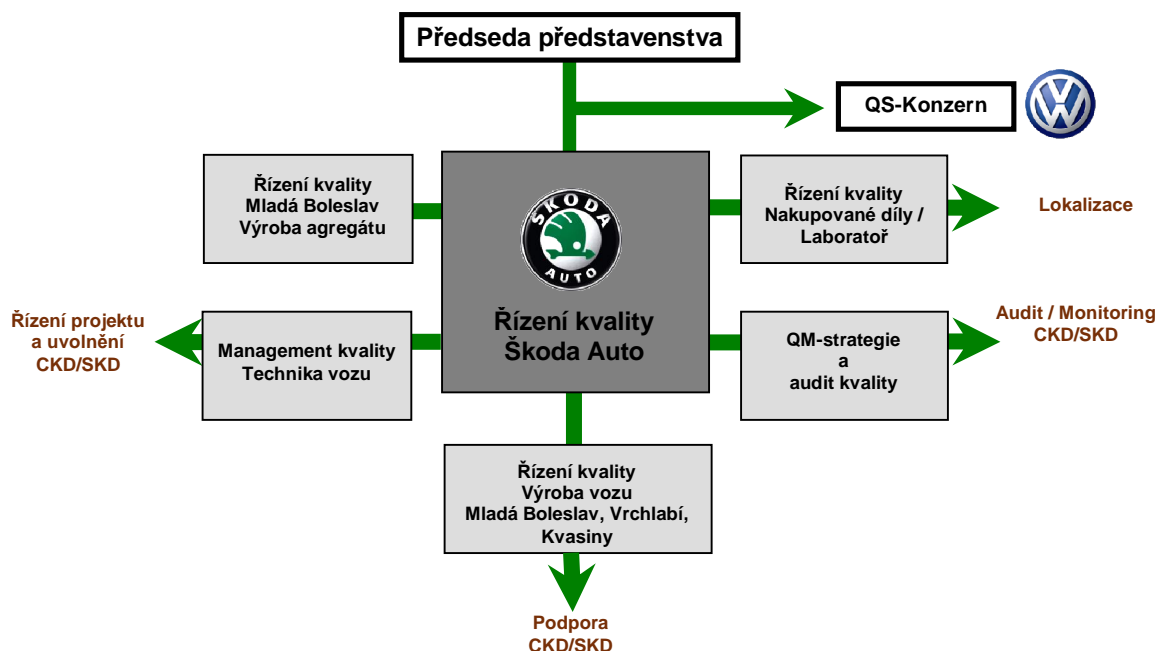 Předseda představenstva
QS-Konzern
Řízení kvality
Mladá Boleslav
Výroba agregátu
ŠKODA
AUTO
Řízení kvality
Škoda Auto
Řízení kvality
Nakupované díly /
Laboratoř
Lokalizace
Řízení projektu
a uvolnění
CKD/SKD
Management kvality
Technika vozu
QM-strategie
a
audit kvality
Audit / Monitoring
CKD/SKD
Řízení kvality
Výroba vozu
Mladá Boleslav, Vrchlabí,
Kvasiny
Podpora
CKD/SKD